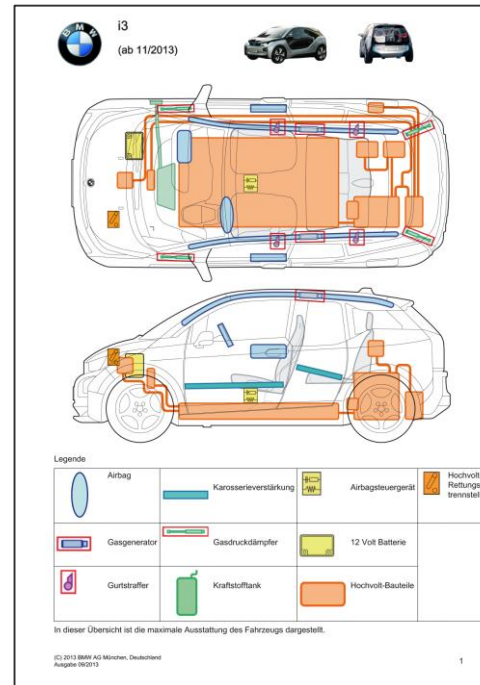 BMW
i3
(ab 11/2013)
Legende
Airbag
Karosserieverstärkung
Airbagsteuergerät
Hochvolt-
Rettungs
trennstell
Gasgenerator
Gasdruckdämpfer
12 Volt Batterie
Gurtstraffer
Kraftstofftank
Hochvolt-Bauteile
In dieser Übersicht ist die maximale Ausstattung des Fahrzeugs dargestellt.
(C) 2013 BMW AG München, Deutschland
Ausgabe 09/2013
1